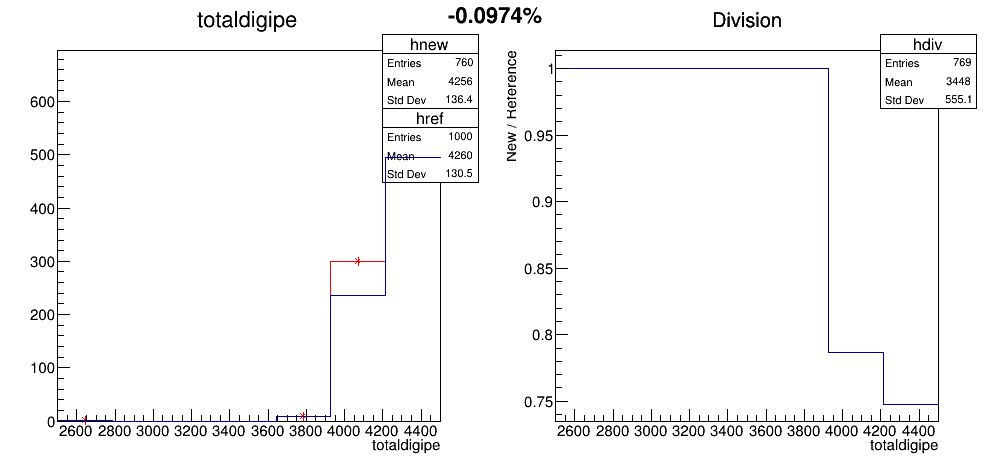 totaldigipe
-0.0974%
Division
hnew
Entries 760
Mean 4256
Std Dev 136.4
href
Entries 1000
Mean 4260
Std Dev 130.5
600
500
400
300
200
100
0
2600 2800 3000 3200 3400 3600 3800 4000 4200 4400
totaldigipe
hdiv
Entries 769
Mean 3448
Std Dev 555.1
New / Reference
1
0.95
0.9
0.85
0.8
0.75
2600 2800 3000 3200 3400 3600 3800 4000 4200 4400
totaldigipe